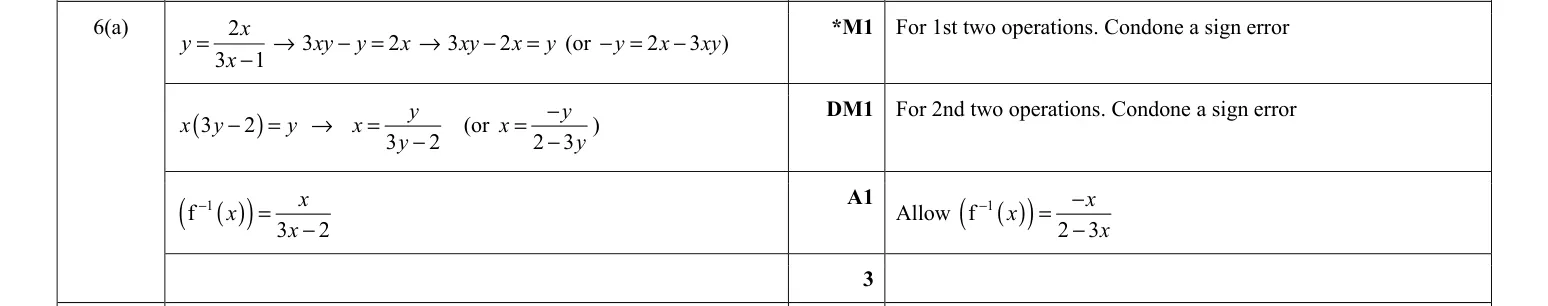 6(a)
y = 2x/(3x − 1) → 3xy − y = 2x → 3xy − 2x = y (or −y = 2x − 3xy)
*M1
For 1st two operations. Condone a sign error
x(3y − 2) = y → x = y/(3y − 2) (or x = −y/(2 − 3y))
DM1
For 2nd two operations. Condone a sign error
(f⁻¹(x)) = x/(3x − 2)
A1
Allow (f⁻¹(x)) = −x/(2 − 3x)
3